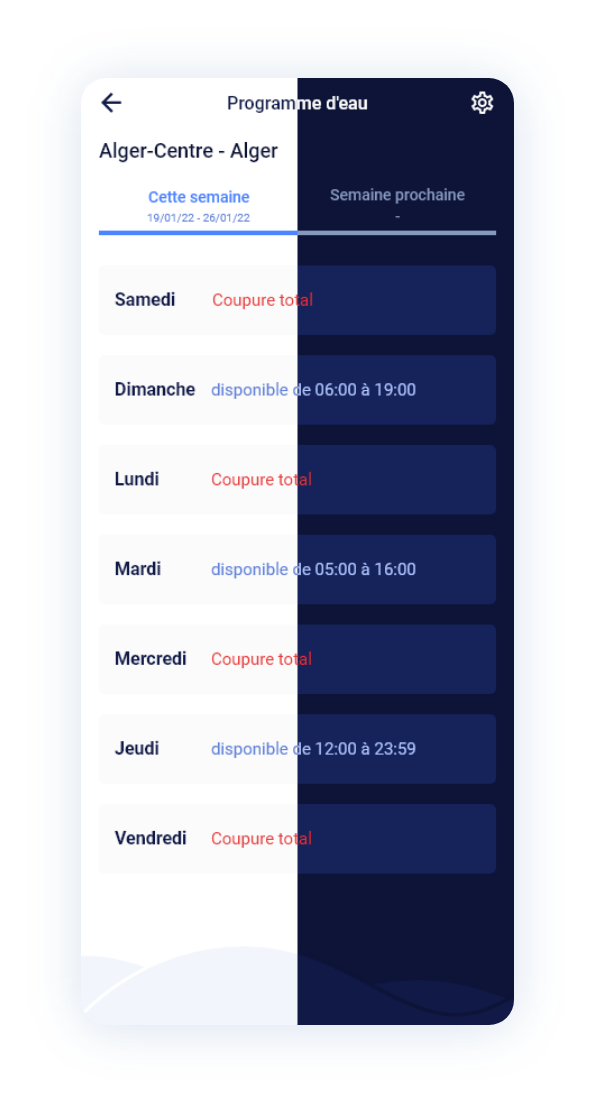 Programme d'eau
Alger-Centre - Alger
Cette semaine
19/01/22 - 26/01/22
Semaine prochaine
-
Samedi Coupure total
Dimanche disponible de 06:00 à 19:00
Lundi Coupure total
Mardi disponible de 05:00 à 16:00
Mercredi Coupure total
Jeudi disponible de 12:00 à 23:59
Vendredi Coupure total